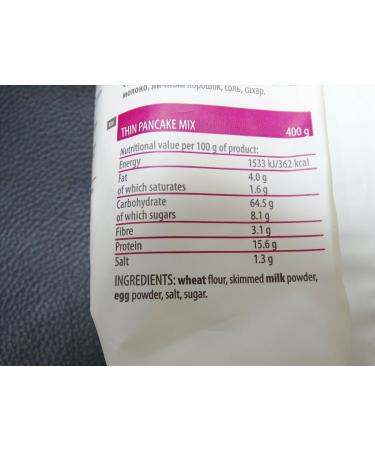 молоко, яичный порошок, соль, сахар.
THIN PANCAKE MIX 400 g
Nutritional value per 100 g of product:
Energy 1533 kJ/362 kcal
Fat 4.0 g
of which saturates 1.6 g
Carbohydrate 64.5 g
of which sugars 8.1 g
Fibre 3.1 g
Protein 15.6 g
Salt 1.3 g
INGREDIENTS: wheat flour, skimmed milk powder,
egg powder, salt, sugar.